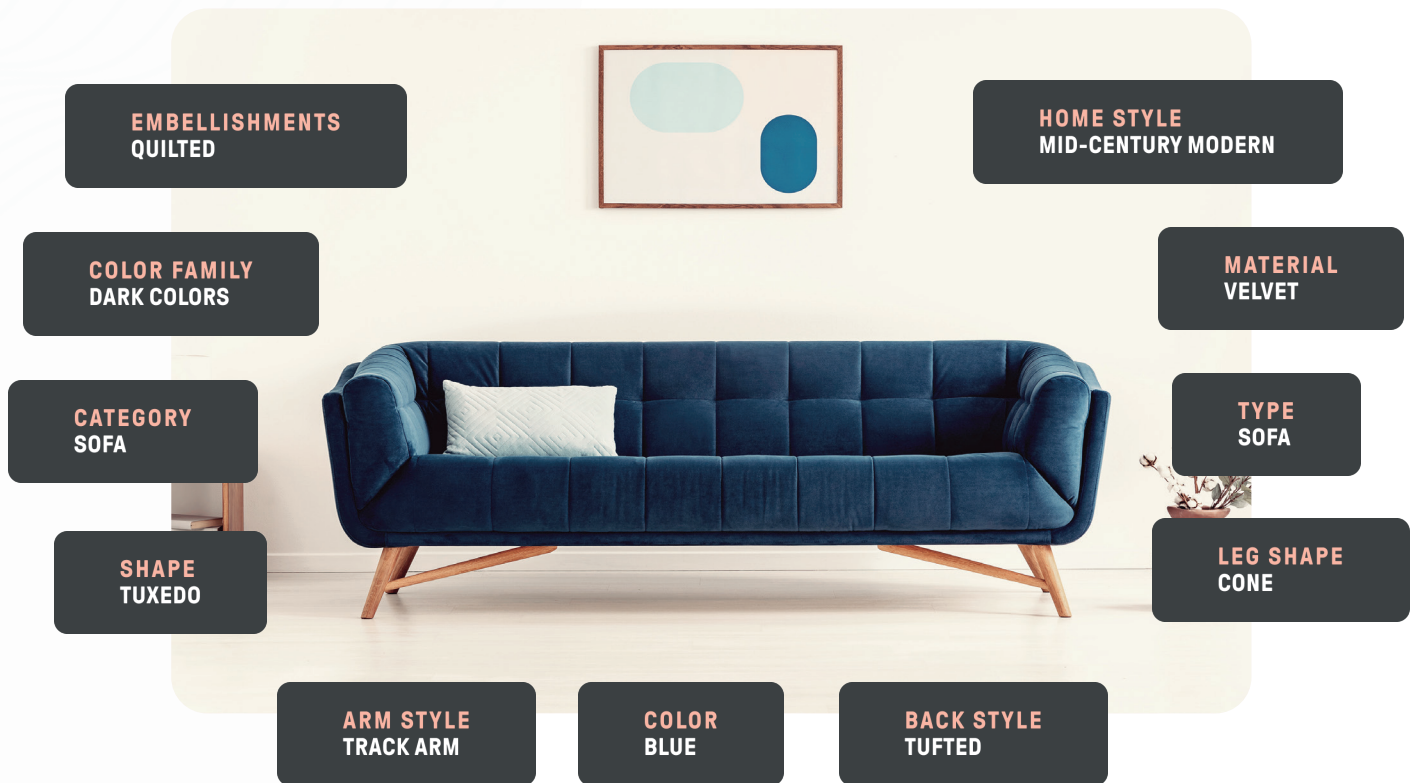 EMBELLISHMENTS
QUILTED
HOME STYLE
MID-CENTURY MODERN
COLOR FAMILY
DARK COLORS
MATERIAL
VELVET
CATEGORY
SOFA
TYPE
SOFA
SHAPE
TUXEDO
LEG SHAPE
CONE
ARM STYLE
TRACK ARM
COLOR
BLUE
BACK STYLE
TUFTED